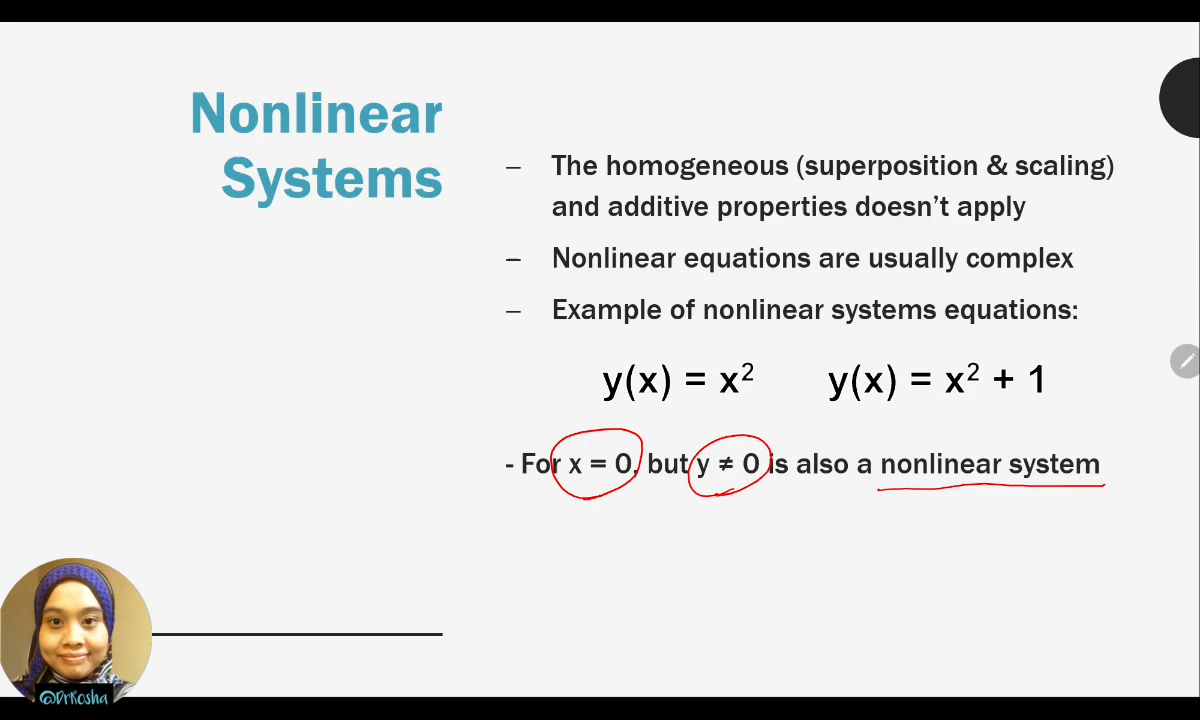 Nonlinear
Systems
– The homogeneous (superposition & scaling)
and additive properties doesn’t apply
– Nonlinear equations are usually complex
– Example of nonlinear systems equations:
y(x) = x² y(x) = x² + 1
- For x = 0, but y ≠ 0 is also a nonlinear system
@DrRosha